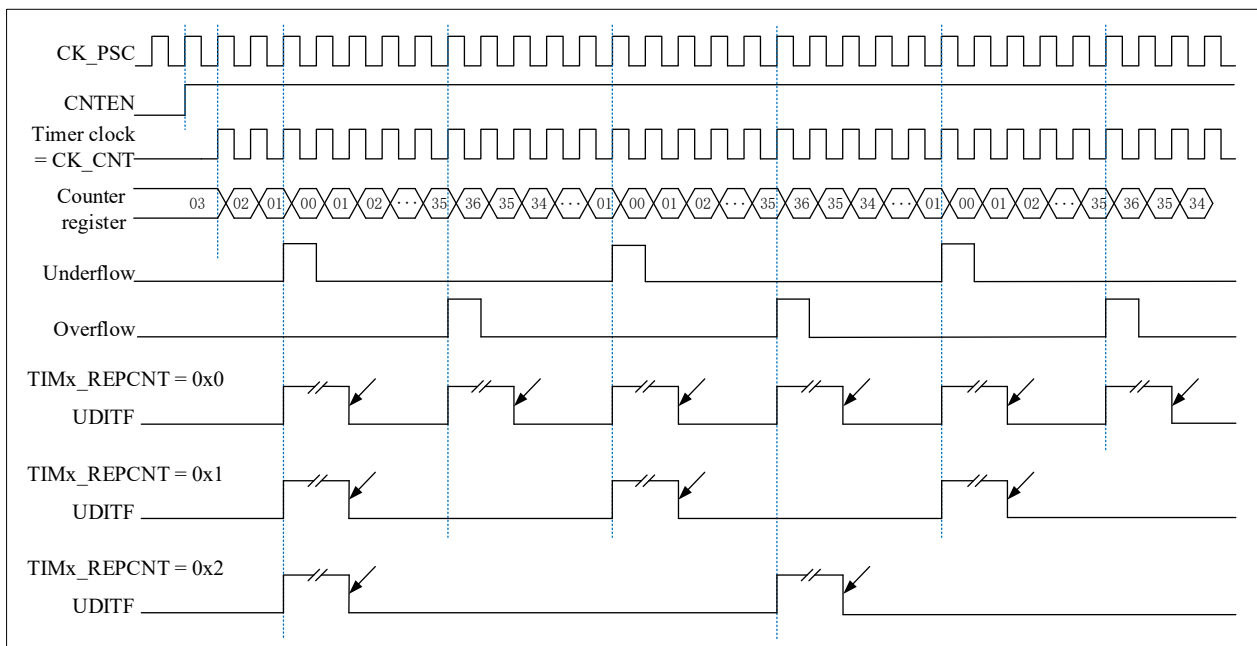 CK_PSC
CNTEN
Timer clock
= CK_CNT
Counter
register
03 02 01 00 01 02 ··· 35 36 35 34 ··· 01 00 01 02 ··· 35 36 35 34 ··· 01 00 01 02 ··· 35 36 35 34
Underflow
Overflow
TIMx_REPCNT = 0x0
UDITF
TIMx_REPCNT = 0x1
UDITF
TIMx_REPCNT = 0x2
UDITF